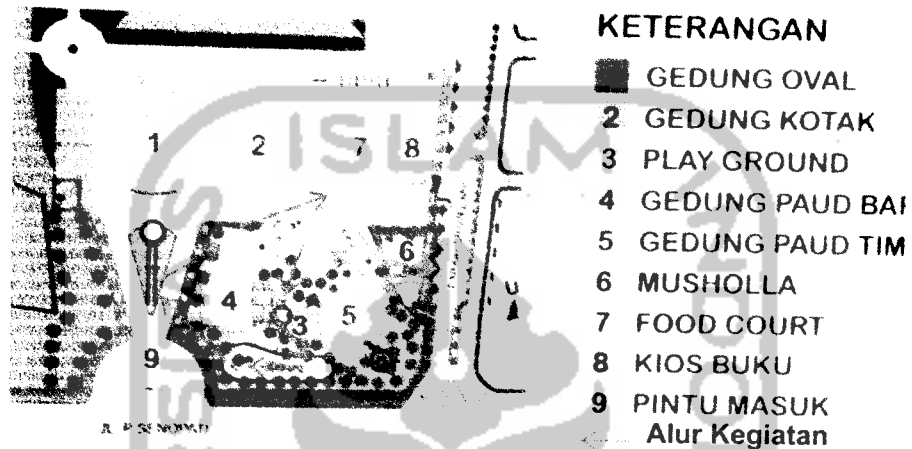 KETERANGAN
GEDUNG OVAL
2 GEDUNG KOTAK
3 PLAY GROUND
4 GEDUNG PAUD BAR
5 GEDUNG PAUD TIM
6 MUSHOLLA
7 FOOD COURT
8 KIOS BUKU
9 PINTU MASUK
Alur Kegiatan
1 2 7 8
6
4 3 5
9
U
ISLAM